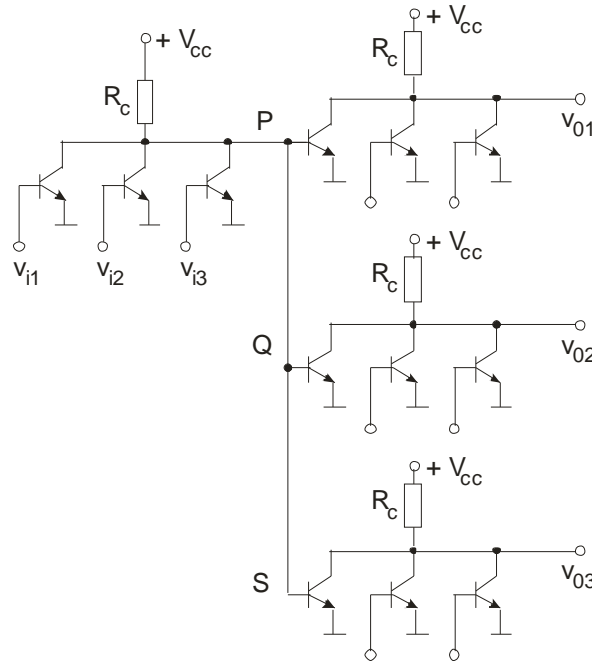 + Vcc
Rc
P
vi1
vi2
vi3
+ Vcc
Rc
v01
+ Vcc
Rc
Q
v02
+ Vcc
Rc
S
v03